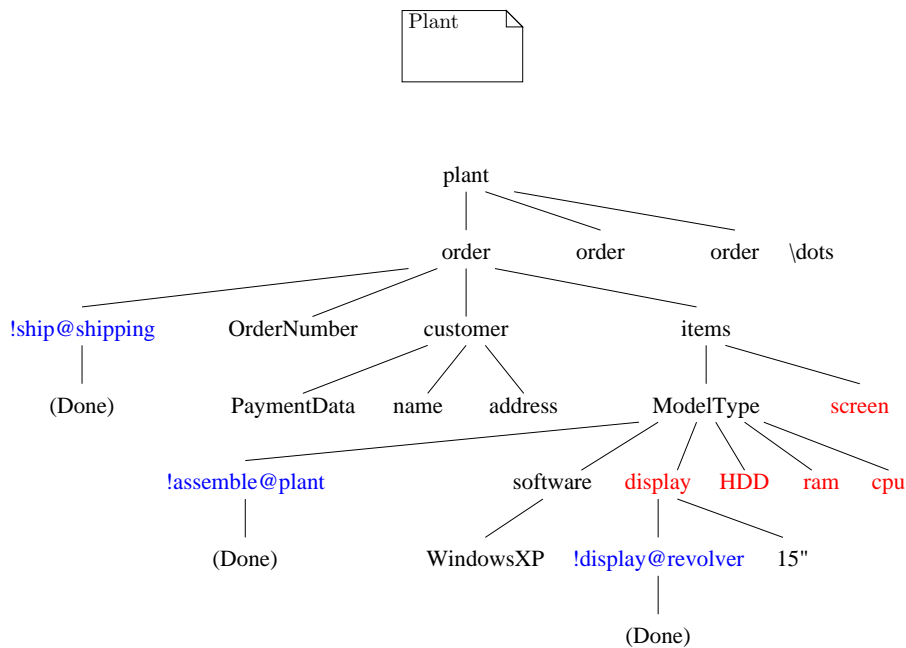 Plant
plant
order order order \dots
!ship@shipping OrderNumber customer items
(Done) PaymentData name address ModelType screen
!assemble@plant software display HDD ram cpu
(Done) WindowsXP !display@revolver 15"
(Done)